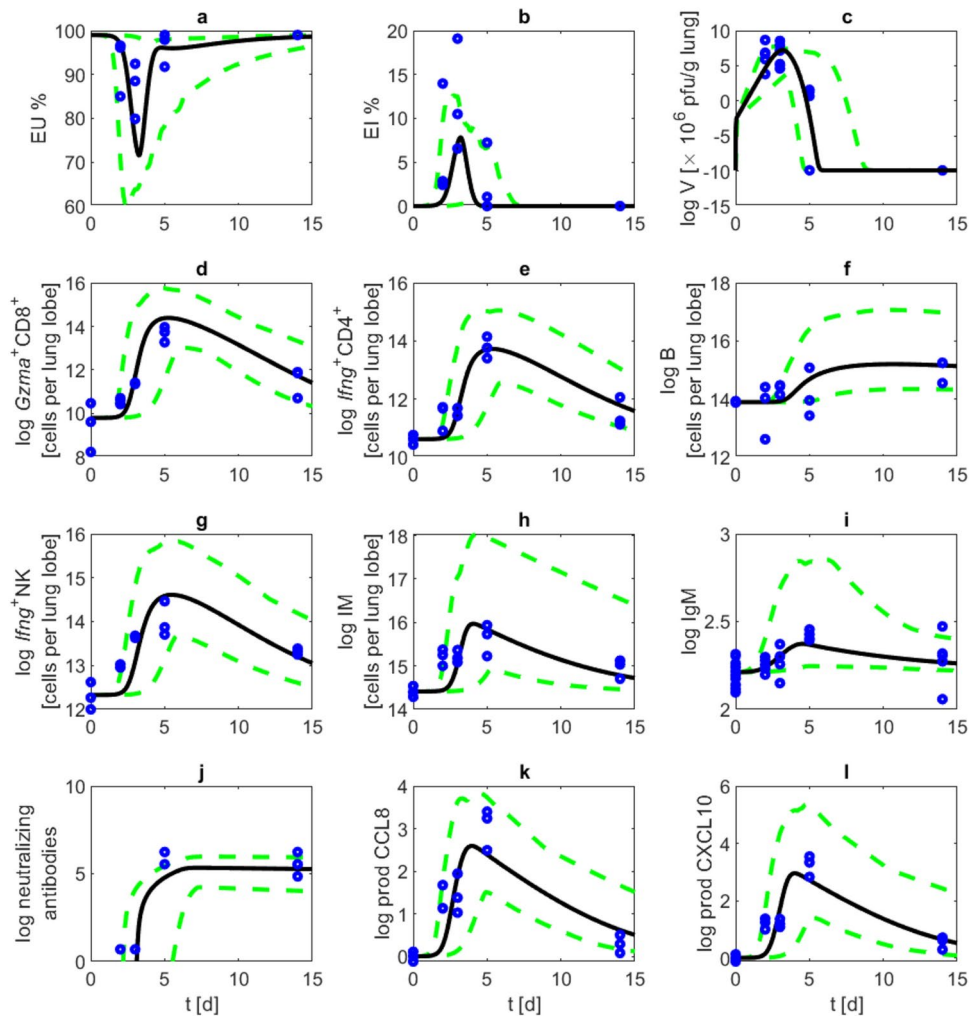 a
EU %
100
90
80
70
60
0 5 10 15
b
EI %
20
15
10
5
0
0 5 10 15
c
log V [× 10⁶ pfu/g lung]
10
5
0
-5
-10
-15
0 5 10 15
d
log Gzma⁺CD8⁺
[cells per lung lobe]
16
14
12
10
8
0 5 10 15
e
log Ifng⁺CD4⁺
[cells per lung lobe]
16
14
12
10
0 5 10 15
f
log B
[cells per lung lobe]
18
16
14
12
0 5 10 15
g
log Ifng⁺NK
[cells per lung lobe]
16
15
14
13
12
0 5 10 15
h
log IM
[cells per lung lobe]
18
17
16
15
14
0 5 10 15
i
log IgM
3
2.5
2
0 5 10 15
j
log neutralizing
antibodies
10
5
0
0 5 10 15
t [d]
k
log prod CCL8
4
3
2
1
0
0 5 10 15
t [d]
l
log prod CXCL10
6
4
2
0
0 5 10 15
t [d]